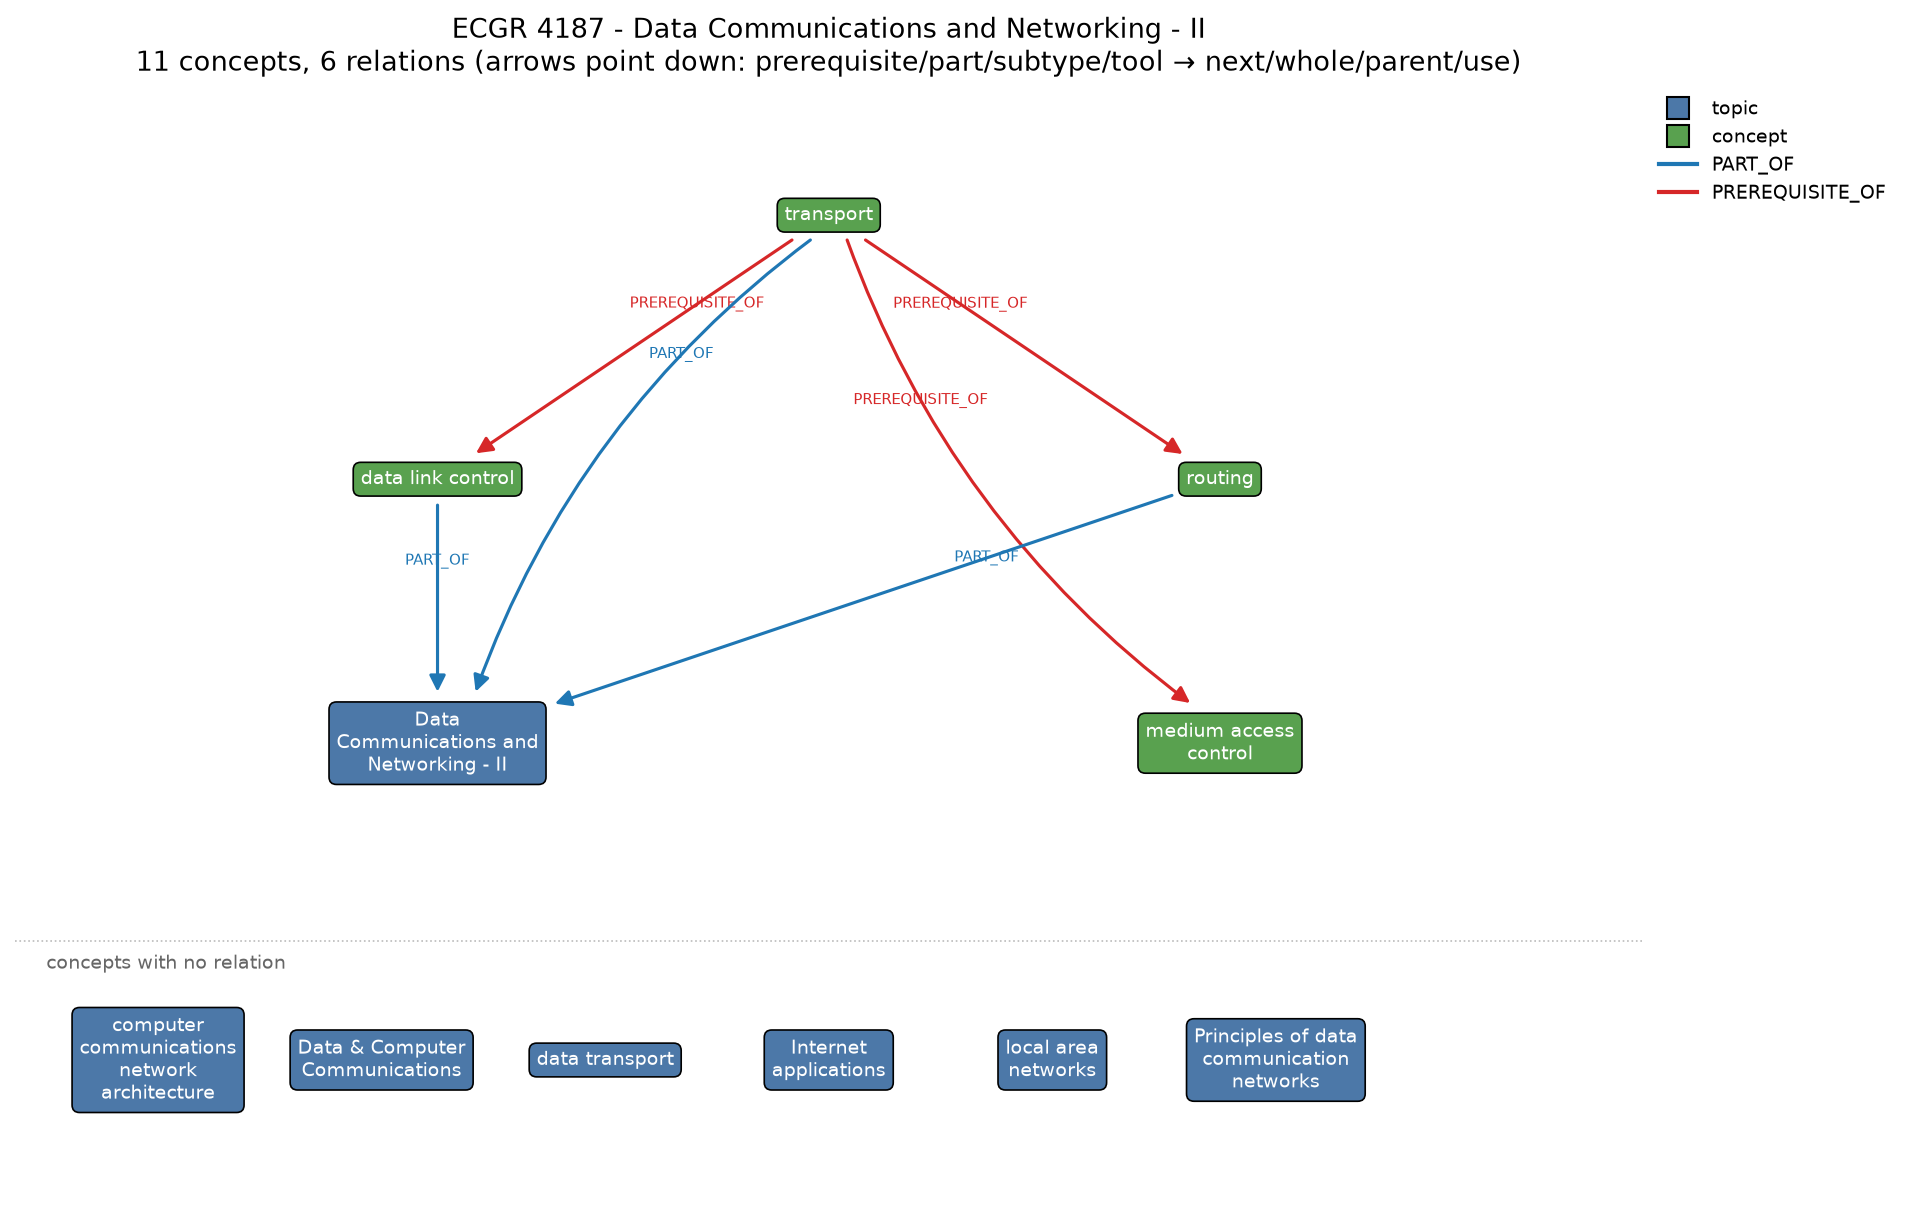 ECGR 4187 - Data Communications and Networking - II
11 concepts, 6 relations (arrows point down: prerequisite/part/subtype/tool → next/whole/parent/use)
topic
concept
PART_OF
PREREQUISITE_OF
transport
PREREQUISITE_OF
PREREQUISITE_OF
PART_OF
PREREQUISITE_OF
data link control
routing
PART_OF
PART_OF
Data
Communications and
Networking - II
medium access
control
concepts with no relation
computer
communications
network
architecture
Data & Computer
Communications
data transport
Internet
applications
local area
networks
Principles of data
communication
networks